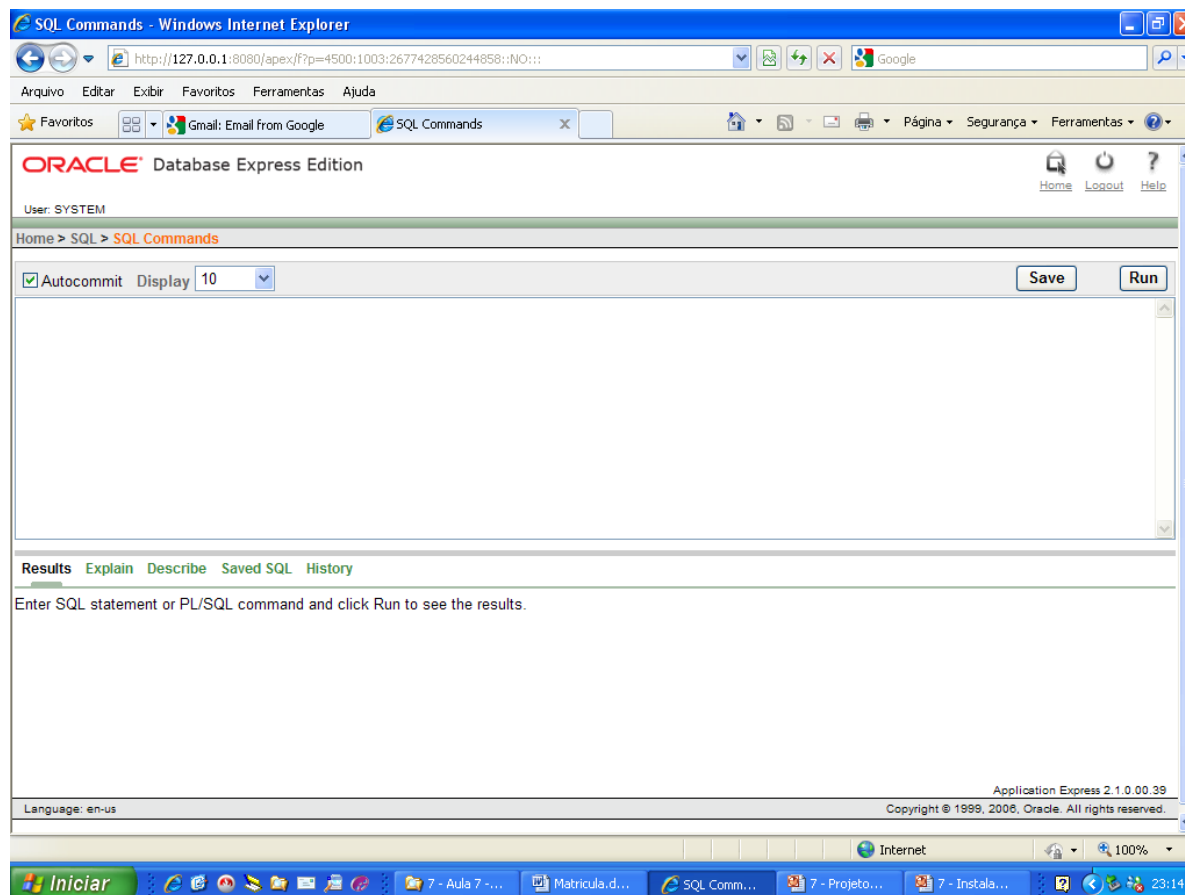 SQL Commands - Windows Internet Explorer
http://127.0.0.1:8080/apex/f?p=4500:1003:2677428560244858::NO:::
Google
Arquivo Editar Exibir Favoritos Ferramentas Ajuda
Favoritos Gmail: Email from Google SQL Commands Página Segurança Ferramentas
ORACLE Database Express Edition
Home Logout Help
User: SYSTEM
Home > SQL > SQL Commands
Autocommit Display 10 Save Run
Results Explain Describe Saved SQL History
Enter SQL statement or PL/SQL command and click Run to see the results.
Application Express 2.1.0.00.39
Language: en-us Copyright © 1999, 2006, Oracle. All rights reserved.
Internet 100%
Iniciar 7 - Aula 7 -... Matricula.d... SQL Comm... 7 - Projeto... 7 - Instala... 23:14